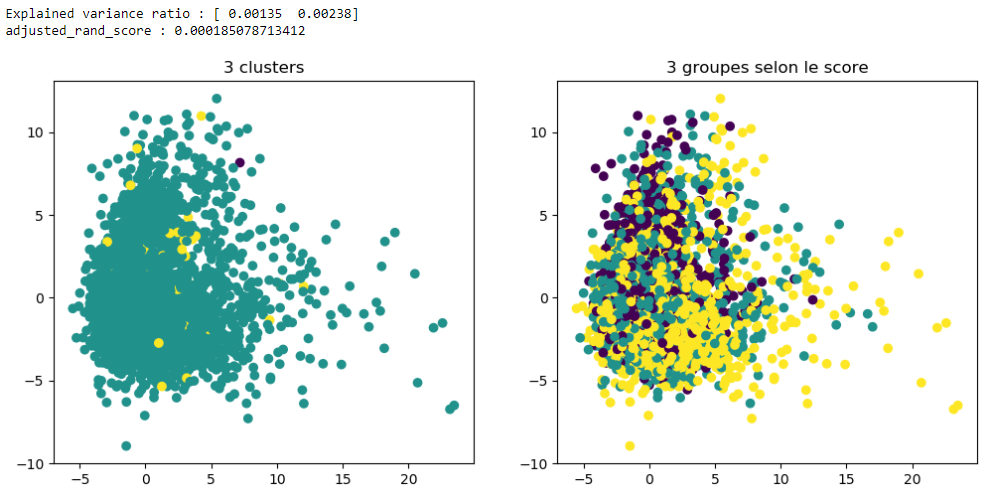 Explained variance ratio : [ 0.00135  0.00238]
adjusted_rand_score : 0.000185078713412
3 clusters
10
5
0
−5
−10
−5 0 5 10 15 20
3 groupes selon le score
10
5
0
−5
−10
−5 0 5 10 15 20